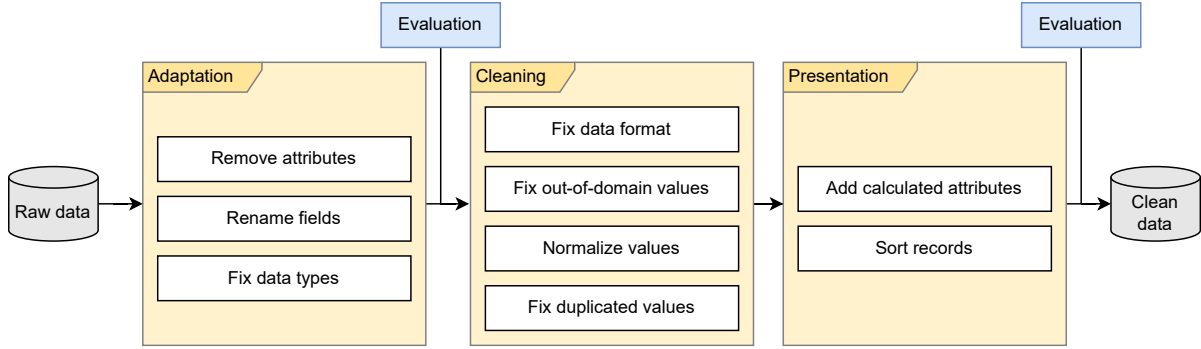 Evaluation
Evaluation
Adaptation
Cleaning
Presentation
Remove attributes
Rename fields
Fix data types
Fix data format
Fix out-of-domain values
Normalize values
Fix duplicated values
Add calculated attributes
Sort records
Raw data
Clean
data